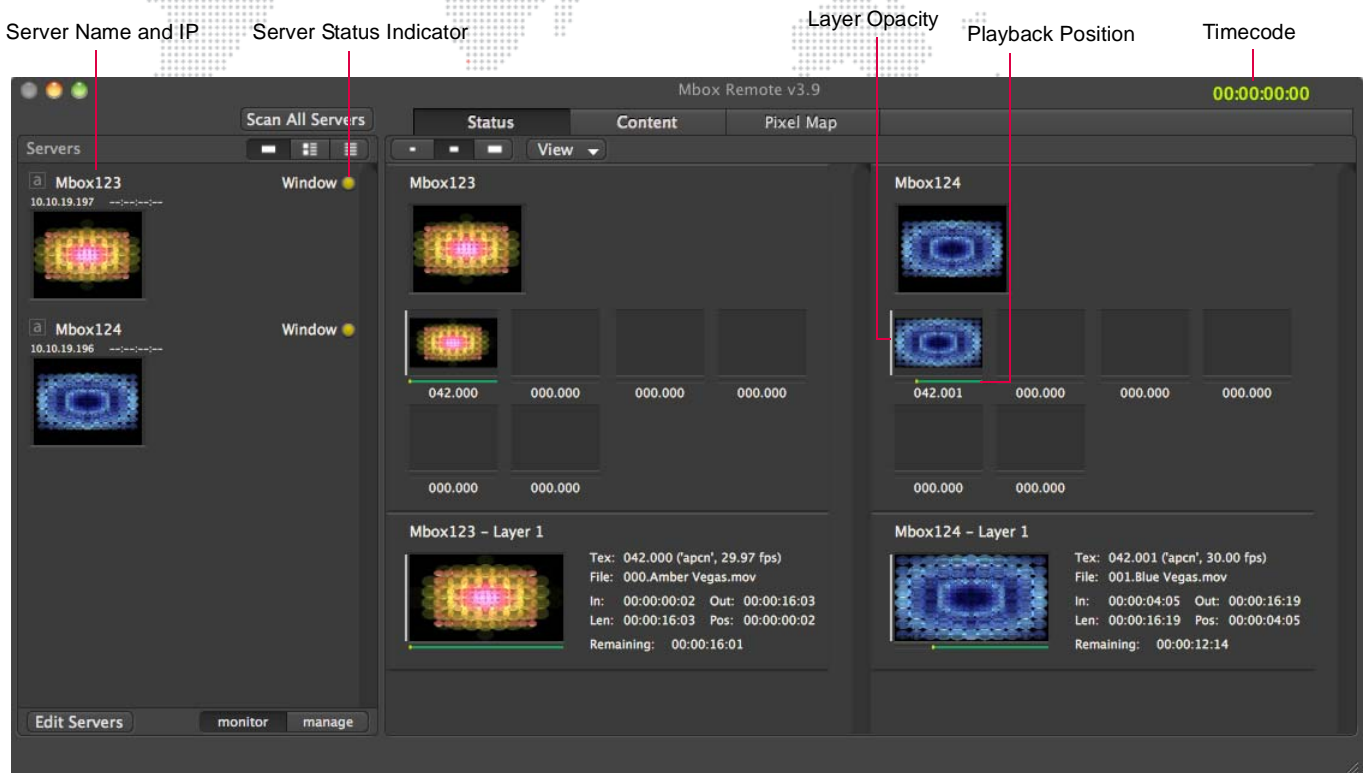 Server Name and IP
Server Status Indicator
Layer Opacity
Playback Position
Timecode
Mbox Remote v3.9
00:00:00:00
Scan All Servers
Status
Content
Pixel Map
Servers
View
a Mbox123
Window
10.10.19.197 --:--:--:--
a Mbox124
Window
10.10.19.196 --:--:--:--
Mbox123
042.000
000.000
000.000
000.000
000.000
000.000
Mbox124
042.001
000.000
000.000
000.000
000.000
000.000
Mbox123 – Layer 1
Tex: 042.000 ('apcn', 29.97 fps)
File: 000.Amber Vegas.mov
In: 00:00:00:02 Out: 00:00:16:03
Len: 00:00:16:03 Pos: 00:00:00:02
Remaining: 00:00:16:01
Mbox124 – Layer 1
Tex: 042.001 ('apcn', 30.00 fps)
File: 001.Blue Vegas.mov
In: 00:00:04:05 Out: 00:00:16:19
Len: 00:00:16:19 Pos: 00:00:04:05
Remaining: 00:00:12:14
Edit Servers
monitor
manage